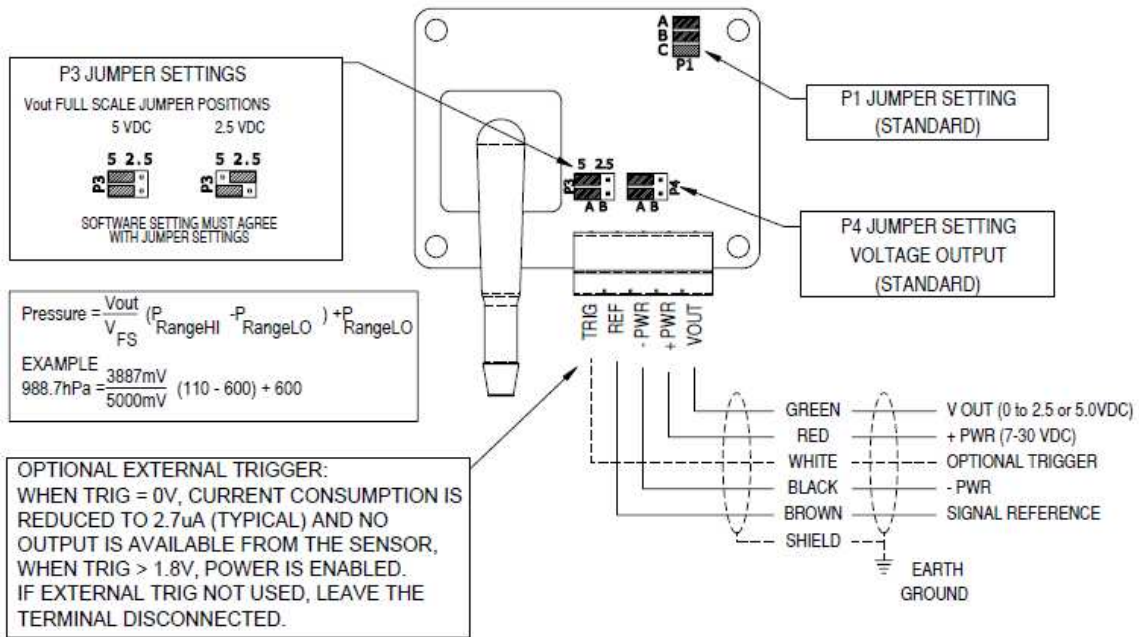 P3 JUMPER SETTINGS
Vout FULL SCALE JUMPER POSITIONS
5 VDC 2.5 VDC
5 2.5 5 2.5
P3 P3
SOFTWARE SETTING MUST AGREE
WITH JUMPER SETTINGS
A
B
C
P1
P1 JUMPER SETTING
(STANDARD)
5 2.5
P3 P4
A B A B
P4 JUMPER SETTING
VOLTAGE OUTPUT
(STANDARD)
Pressure = Vout / V FS (P RangeHI - P RangeLO ) + P RangeLO
EXAMPLE
988.7hPa = 3887mV / 5000mV (110 - 600) + 600
TRIG
REF
- PWR
+ PWR
VOUT
GREEN V OUT (0 to 2.5 or 5.0VDC)
RED + PWR (7-30 VDC)
WHITE OPTIONAL TRIGGER
BLACK - PWR
BROWN SIGNAL REFERENCE
SHIELD
EARTH
GROUND
OPTIONAL EXTERNAL TRIGGER:
WHEN TRIG = 0V, CURRENT CONSUMPTION IS
REDUCED TO 2.7uA (TYPICAL) AND NO
OUTPUT IS AVAILABLE FROM THE SENSOR,
WHEN TRIG > 1.8V, POWER IS ENABLED.
IF EXTERNAL TRIG NOT USED, LEAVE THE
TERMINAL DISCONNECTED.